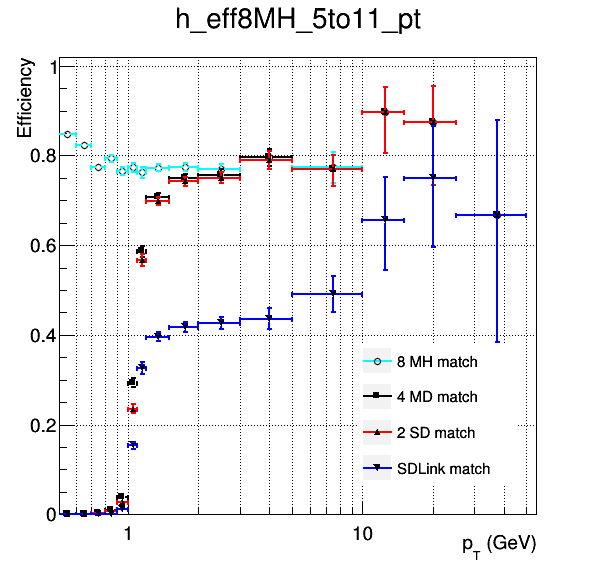 h_eff8MH_5to11_pt
Efficiency
1
0.8
0.6
0.4
0.2
0
8 MH match
4 MD match
2 SD match
SDLink match
1
10
p_T (GeV)